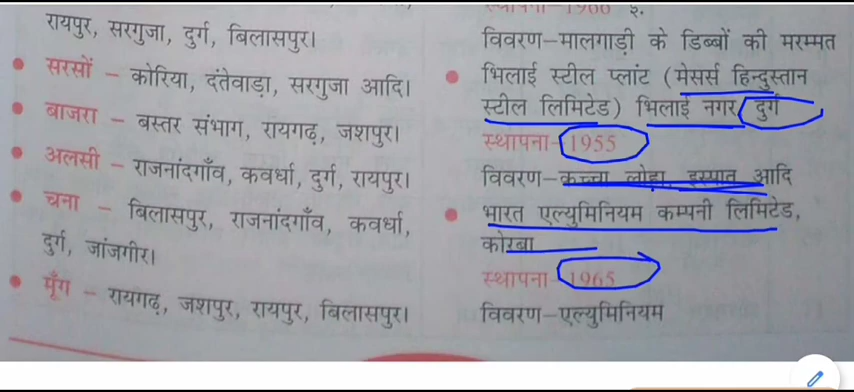 रायपुर, सरगुजा, दुर्ग, बिलासपुर।
सरसों – कोरिया, दंतेवाड़ा, सरगुजा आदि।
बाजरा – बस्तर संभाग, रायगढ़, जशपुर।
अलसी – राजनांदगाँव, कवर्धा, दुर्ग, रायपुर।
चना – बिलासपुर, राजनांदगाँव, कवर्धा,
दुर्ग, जांजगीर।
मूँग – रायगढ़, जशपुर, रायपुर, बिलासपुर।
स्थापना-1966 ई.
विवरण–मालगाड़ी के डिब्बों की मरम्मत
भिलाई स्टील प्लांट (मेसर्स हिन्दुस्तान
स्टील लिमिटेड) भिलाई नगर, दुर्ग
स्थापना-1955
विवरण–कच्चा लोहा, इस्पात आदि
भारत एल्युमिनियम कम्पनी लिमिटेड,
कोरबा
स्थापना-1965
विवरण–एल्युमिनियम